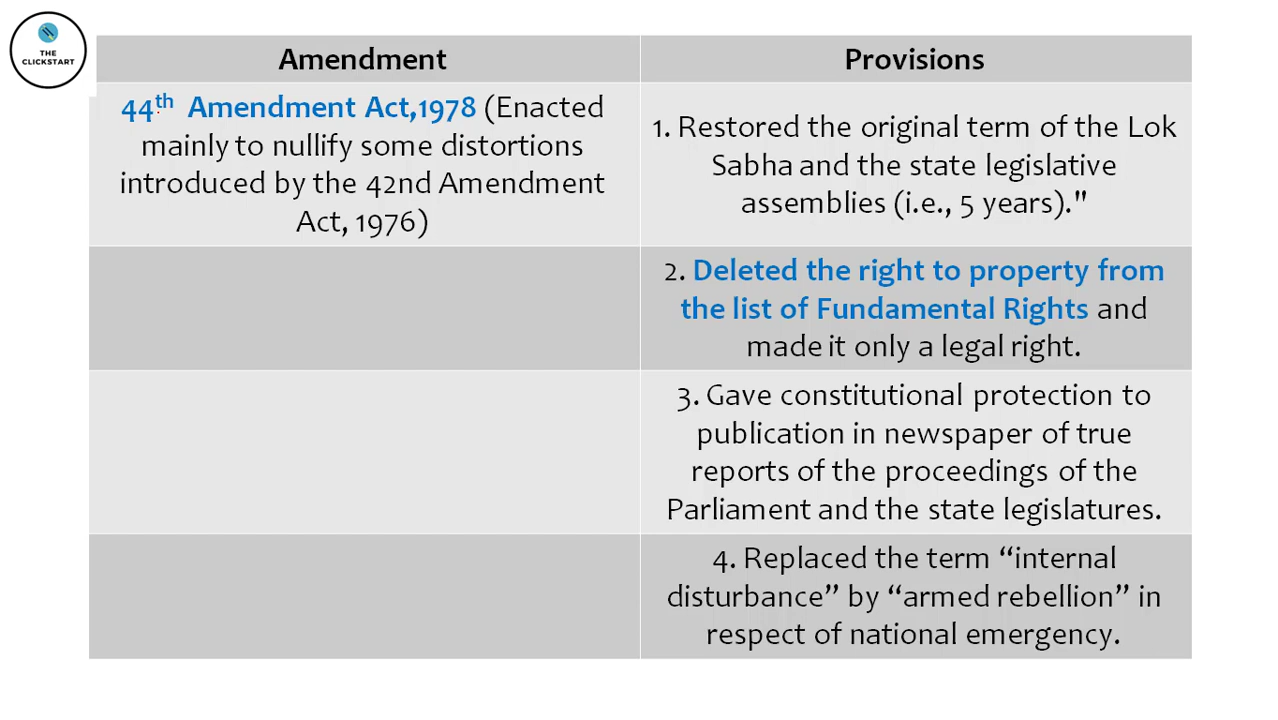 THE
CLICKSTART
Amendment
Provisions
44th Amendment Act,1978 (Enacted
mainly to nullify some distortions
introduced by the 42nd Amendment
Act, 1976)
1. Restored the original term of the Lok
Sabha and the state legislative
assemblies (i.e., 5 years)."
2. Deleted the right to property from
the list of Fundamental Rights and
made it only a legal right.
3. Gave constitutional protection to
publication in newspaper of true
reports of the proceedings of the
Parliament and the state legislatures.
4. Replaced the term “internal
disturbance” by “armed rebellion” in
respect of national emergency.